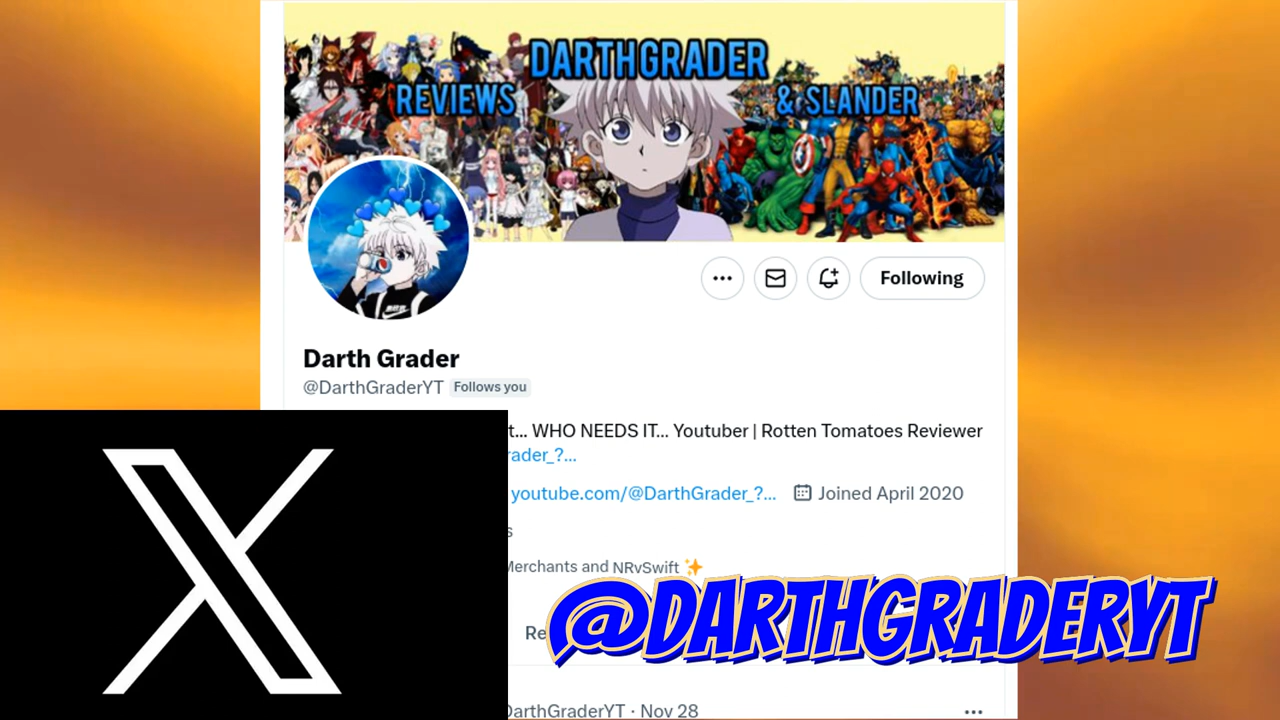 DARTHGRADER
REVIEWS & SLANDER
Following
Darth Grader
@DarthGraderYT Follows you
t... WHO NEEDS IT... Youtuber | Rotten Tomatoes Reviewer
rader_?...
youtube.com/@DarthGrader_?... Joined April 2020
s
Merchants and NRvSwift ✨
@DARTHGRADERYT
Re
DarthGraderYT · Nov 28